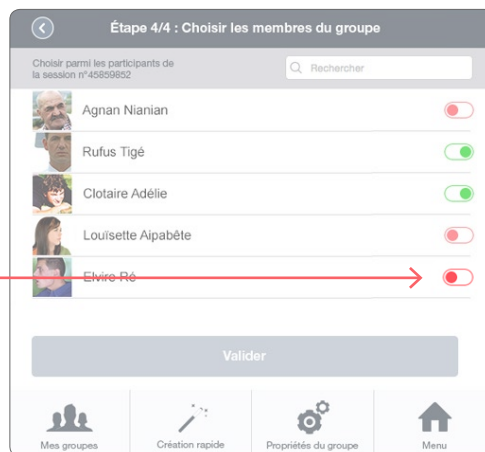 Étape 4/4 : Choisir les membres du groupe
Choisir parmi les participants de
la session n°45859852
Rechercher
Agnan Nianian
Rufus Tigé
Clotaire Adélie
Louïsette Aipabête
Elvire Ré
Valider
Mes groupes
Création rapide
Propriétés du groupe
Menu